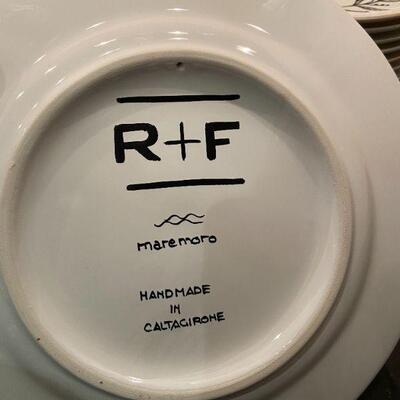 R+F
maremoro
HANDMADE
IN
CALTAGIRONE